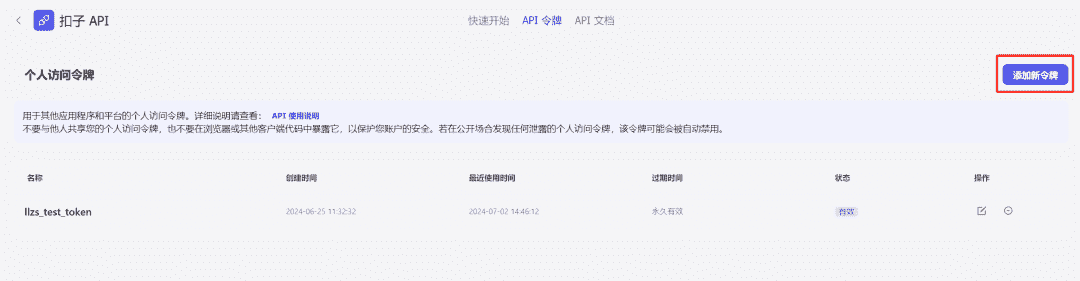 扣子 API
快速开始 API 令牌 API 文档
个人访问令牌
添加新令牌
用于其他应用程序和平台的个人访问令牌。详细说明请查看： API 使用说明
不要与他人共享您的个人访问令牌，也不要在浏览器或其他客户端代码中暴露它，以保护您账户的安全。若在公开场合发现任何泄露的个人访问令牌，该令牌可能会被自动禁用。
名称 创建时间 最近使用时间 过期时间 状态 操作
llzs_test_token 2024-06-25 11:32:32 2024-07-02 14:46:12 永久有效 有效